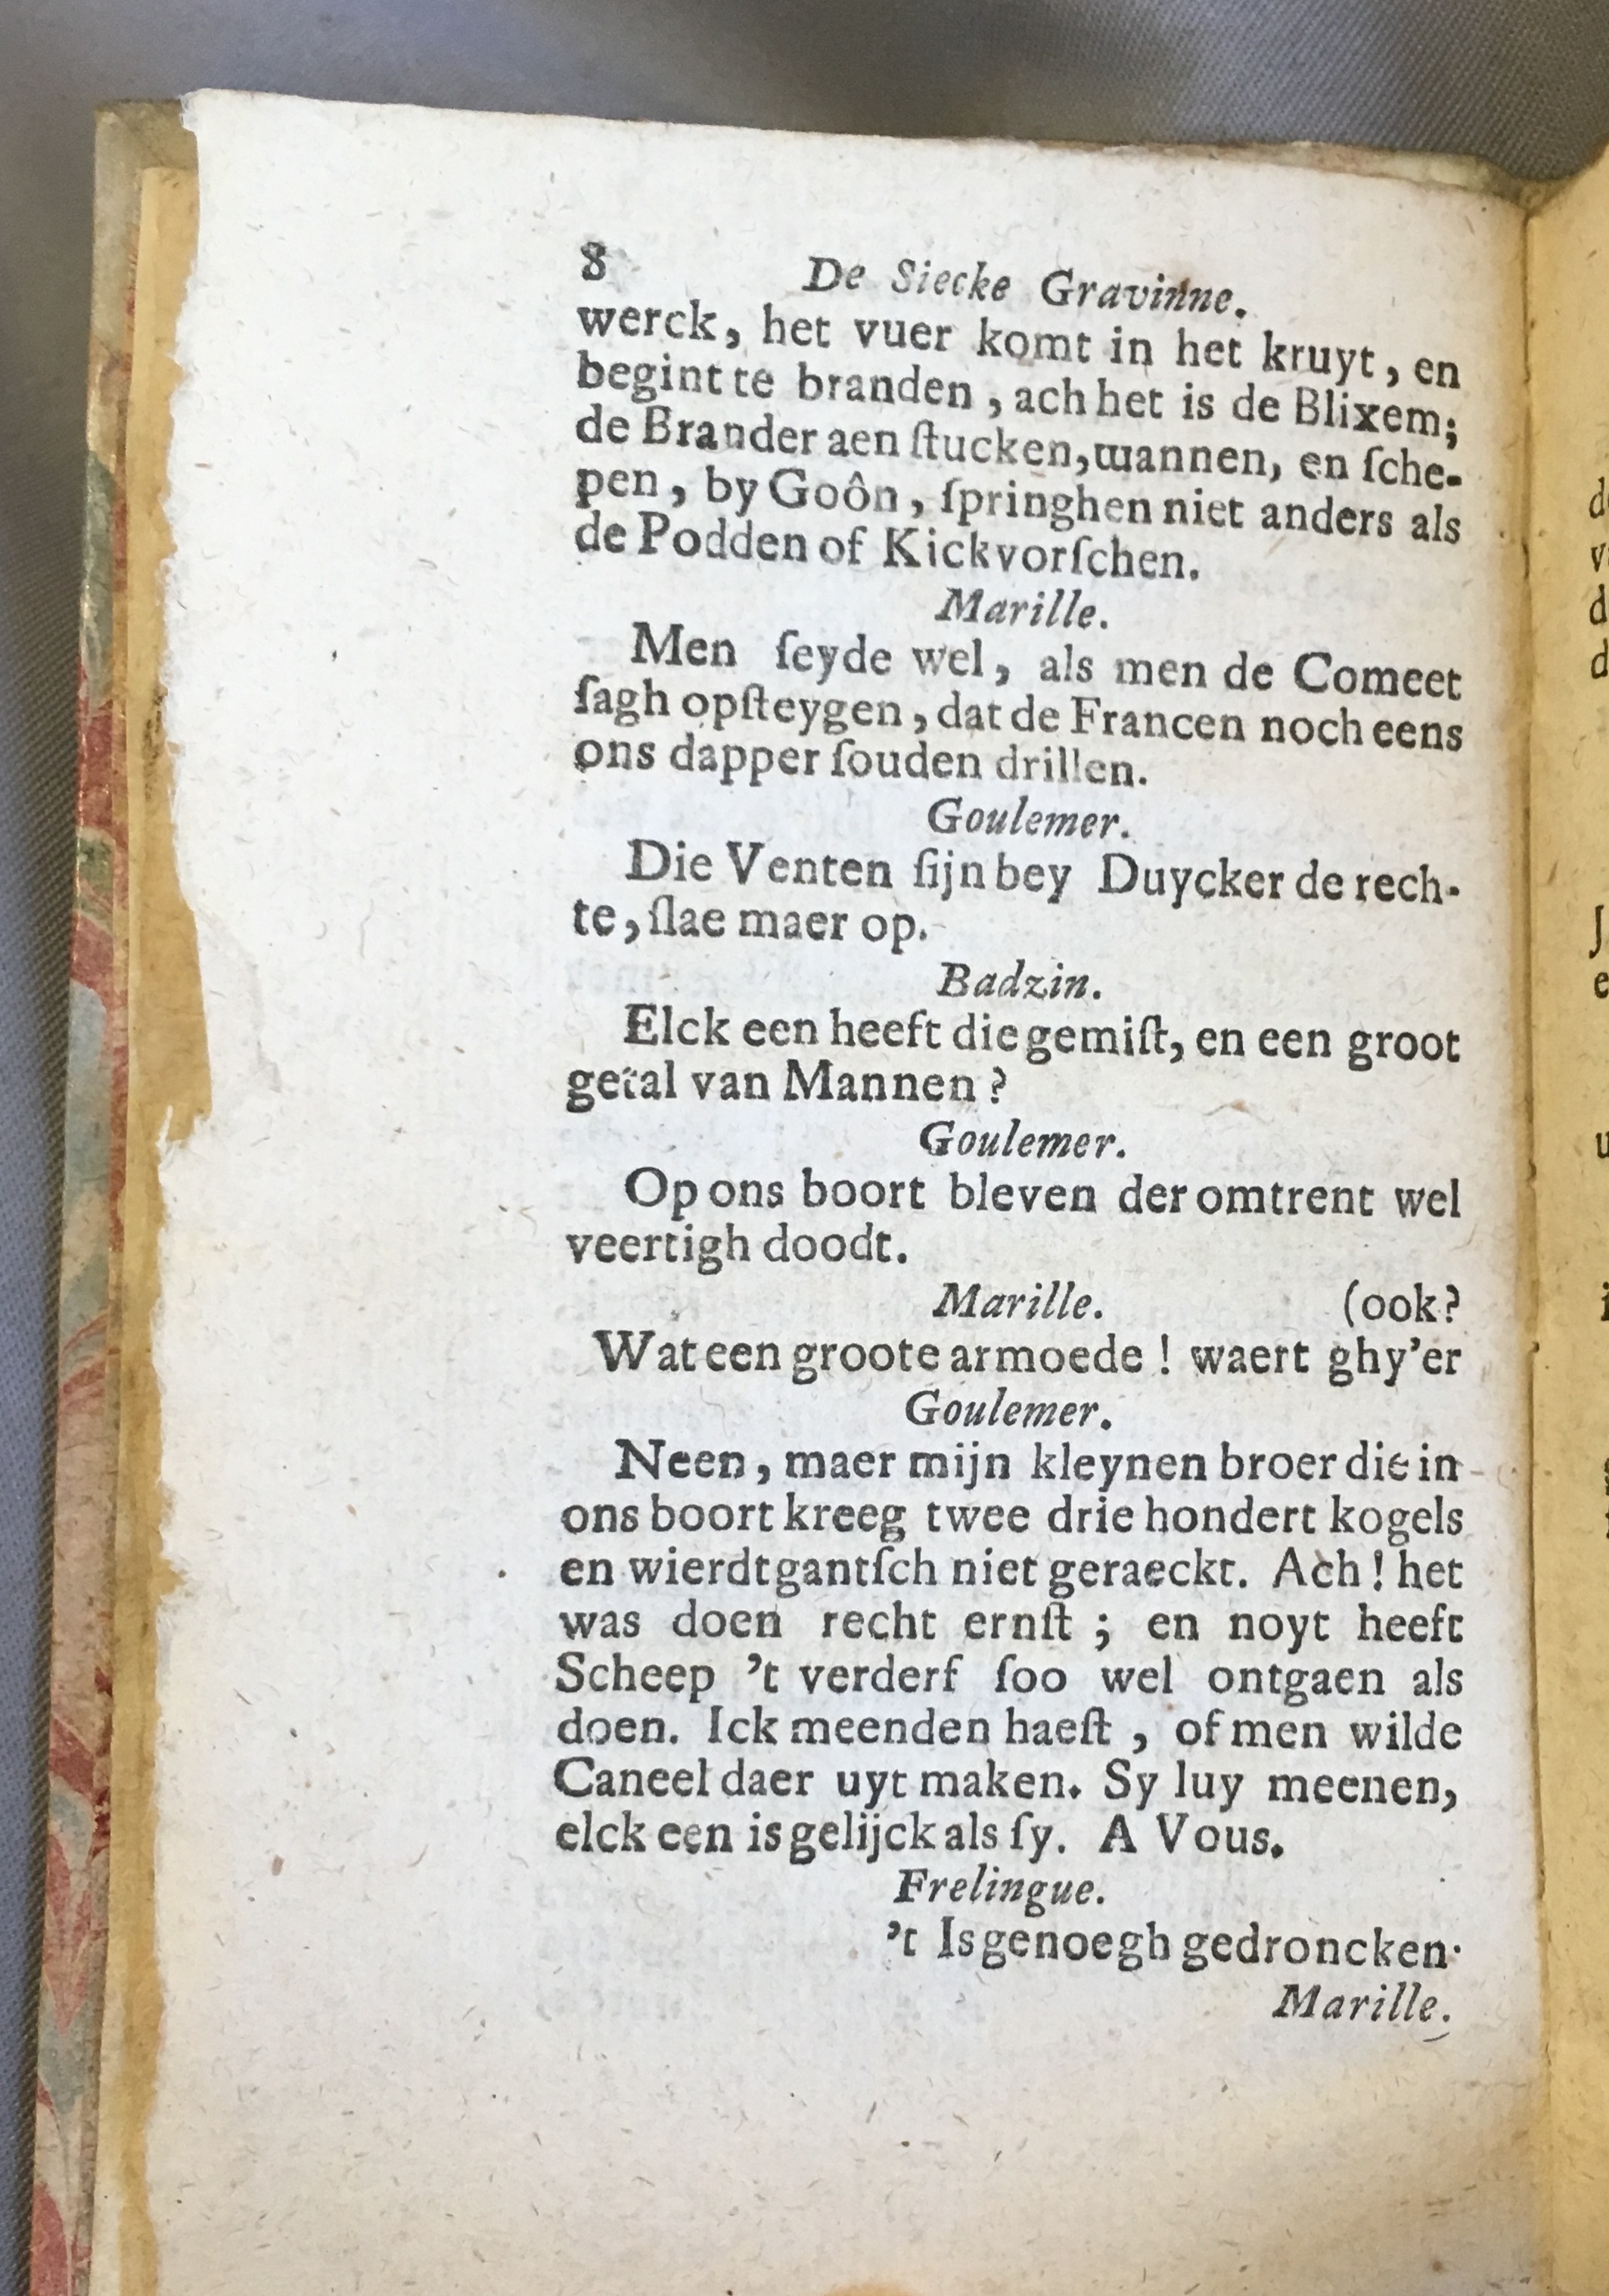 8 De Siecke Gravinne.
werck, het vuer komt in het kruyt, en
begint te branden, ach het is de Blixem;
de Brander aen ſtucken, mannen, en ſche-
pen, by Goôn, ſpringhen niet anders als
de Podden of Kickvorſchen.
Marille.
Men ſeyde wel, als men de Comeet
ſagh opſteygen, dat de Francen noch eens
ons dapper ſouden drillen.
Goulemer.
Die Venten ſijn bey Duycker de rech-
te, ſlae maer op.
Badzin.
Elck een heeft die gemiſt, en een groot
getal van Mannen?
Goulemer.
Op ons boort bleven der omtrent wel
veertigh doodt.
Marille. (ook?
Wat een groote armoede! waert ghy'er
Goulemer.
Neen, maer mijn kleynen broer die in
ons boort kreeg twee drie hondert kogels
en wierdt gantſch niet geraeckt. Ach! het
was doen recht ernſt; en noyt heeft
Scheep 't verderf ſoo wel ontgaen als
doen. Ick meenden haeſt, of men wilde
Caneel daer uyt maken. Sy luy meenen,
elck een is gelijck als ſy. A Vous.
Frelingue.
't Is genoegh gedroncken.
Marille.